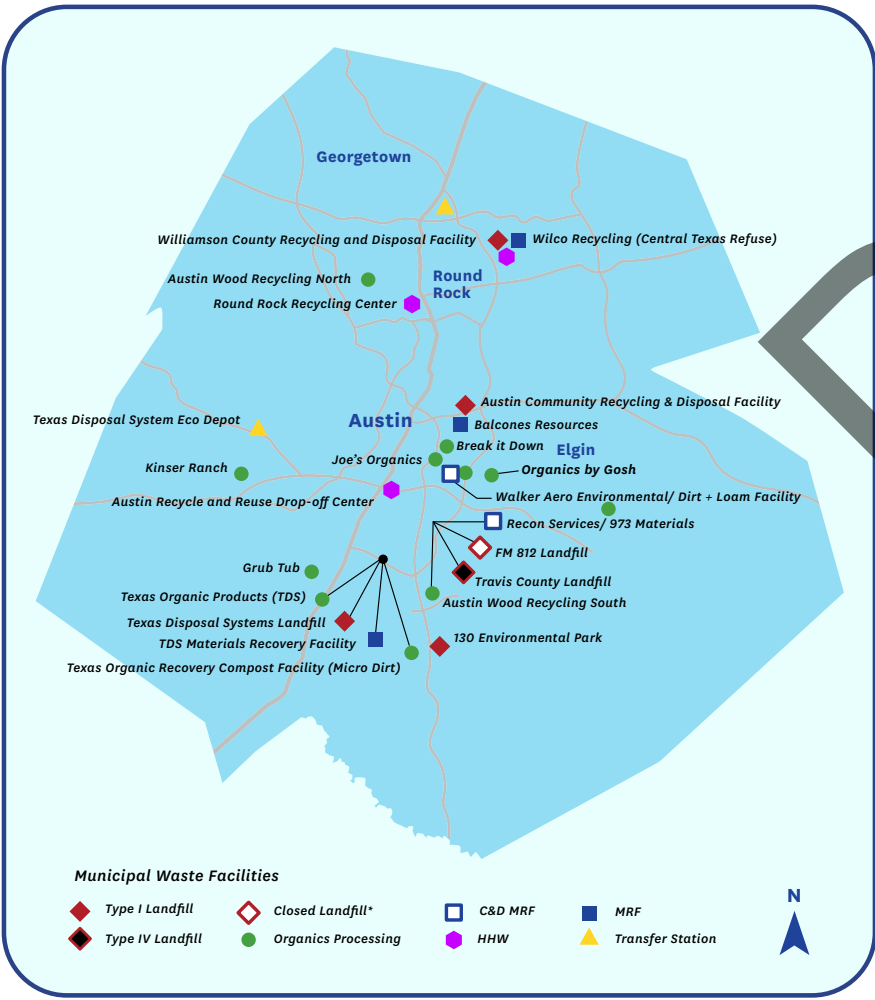 Georgetown
Williamson County Recycling and Disposal Facility
Wilco Recycling (Central Texas Refuse)
Austin Wood Recycling North
Round
Rock
Round Rock Recycling Center
Austin Community Recycling & Disposal Facility
Texas Disposal System Eco Depot
Austin
Balcones Resources
Break it Down
Elgin
Joe's Organics
Kinser Ranch
Organics by Gosh
Austin Recycle and Reuse Drop-off Center
Walker Aero Environmental/ Dirt + Loam Facility
Recon Services/ 973 Materials
FM 812 Landfill
Grub Tub
Travis County Landfill
Texas Organic Products (TDS)
Austin Wood Recycling South
Texas Disposal Systems Landfill
130 Environmental Park
TDS Materials Recovery Facility
Texas Organic Recovery Compost Facility (Micro Dirt)
Municipal Waste Facilities
Type I Landfill
Closed Landfill*
C&D MRF
MRF
Type IV Landfill
Organics Processing
HHW
Transfer Station
N